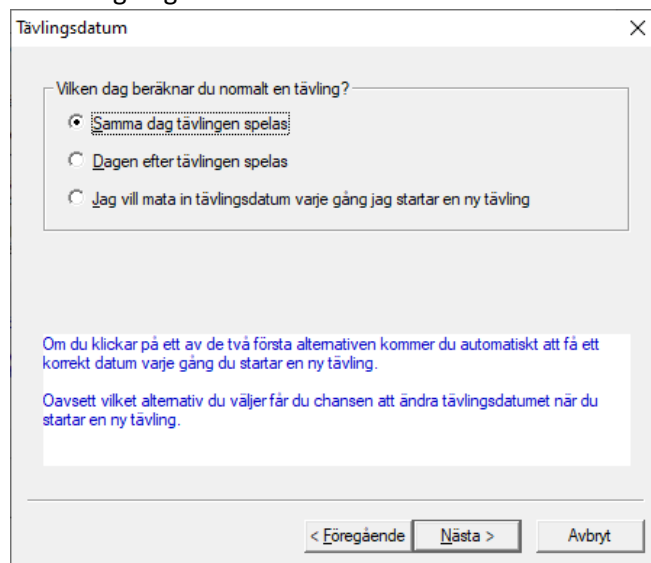 Tävlingsdatum
Vilken dag beräknar du normalt en tävling?
Samma dag tävlingen spelas
Dagen efter tävlingen spelas
Jag vill mata in tävlingsdatum varje gång jag startar en ny tävling
Om du klickar på ett av de två första alternativen kommer du automatiskt att få ett
korrekt datum varje gång du startar en ny tävling.
Oavsett vilket alternativ du väljer får du chansen att ändra tävlingsdatumet när du
startar en ny tävling.
< Föregående Nästa > Avbryt